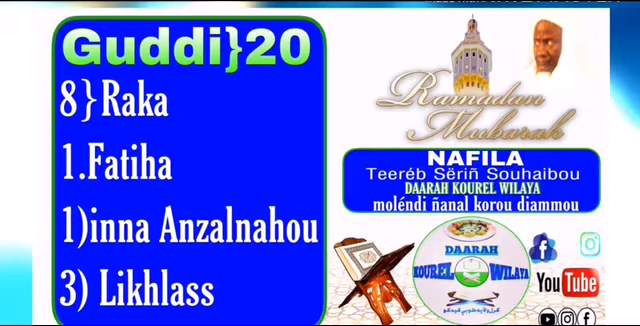 Guddi}20
8}Raka
1.Fatiha
1)inna Anzalnahou
3) Likhlass
Ramadan
Mubarak
NAFILA
Teeréb Sëriñ Souhaibou
DAARAH KOUREL WILAYA
moléndi ñanal korou diammou
DAARAH
KOUREL WILAYA
YouTube